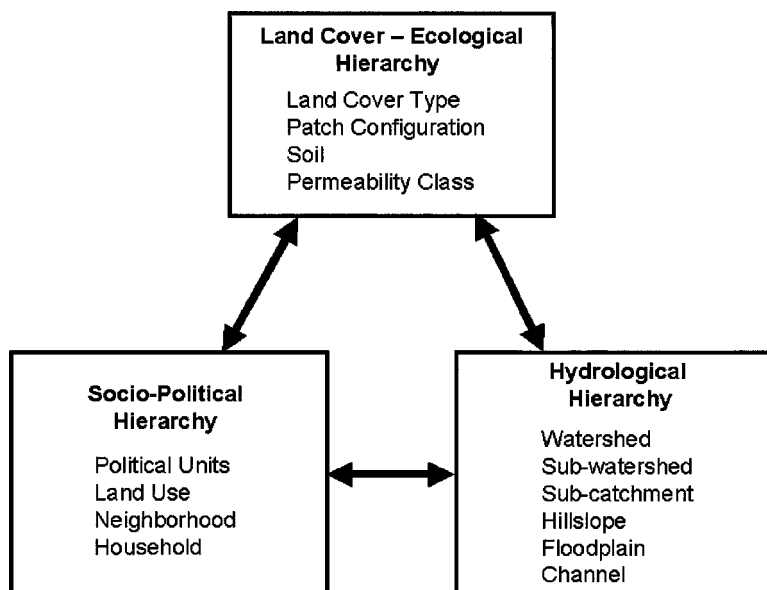 Land Cover – Ecological
Hierarchy
Land Cover Type
Patch Configuration
Soil
Permeability Class
Socio-Political
Hierarchy
Political Units
Land Use
Neighborhood
Household
Hydrological
Hierarchy
Watershed
Sub-watershed
Sub-catchment
Hillslope
Floodplain
Channel